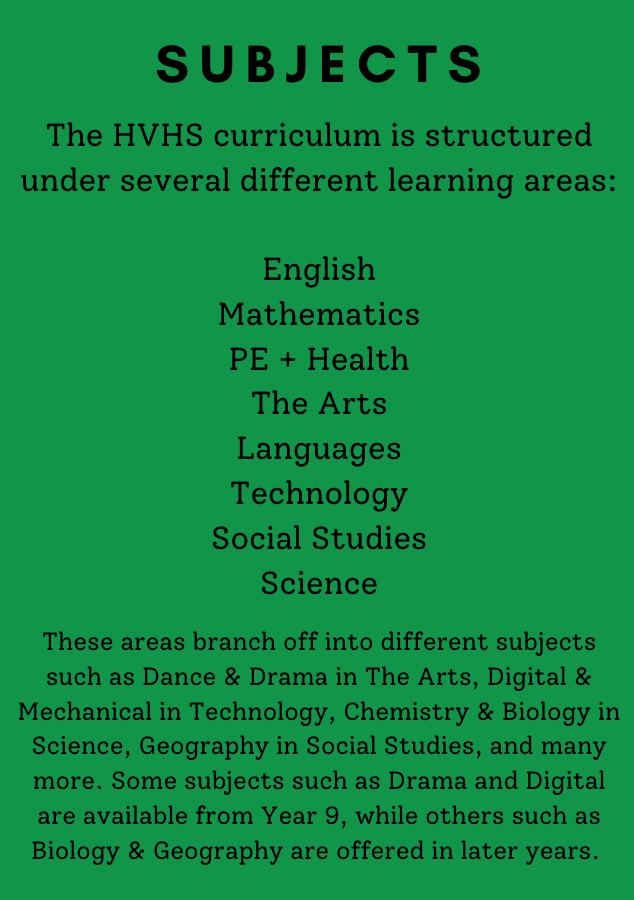 SUBJECTS
The HVHS curriculum is structured
under several different learning areas:
English
Mathematics
PE + Health
The Arts
Languages
Technology
Social Studies
Science
These areas branch off into different subjects
such as Dance & Drama in The Arts, Digital &
Mechanical in Technology, Chemistry & Biology in
Science, Geography in Social Studies, and many
more. Some subjects such as Drama and Digital
are available from Year 9, while others such as
Biology & Geography are offered in later years.